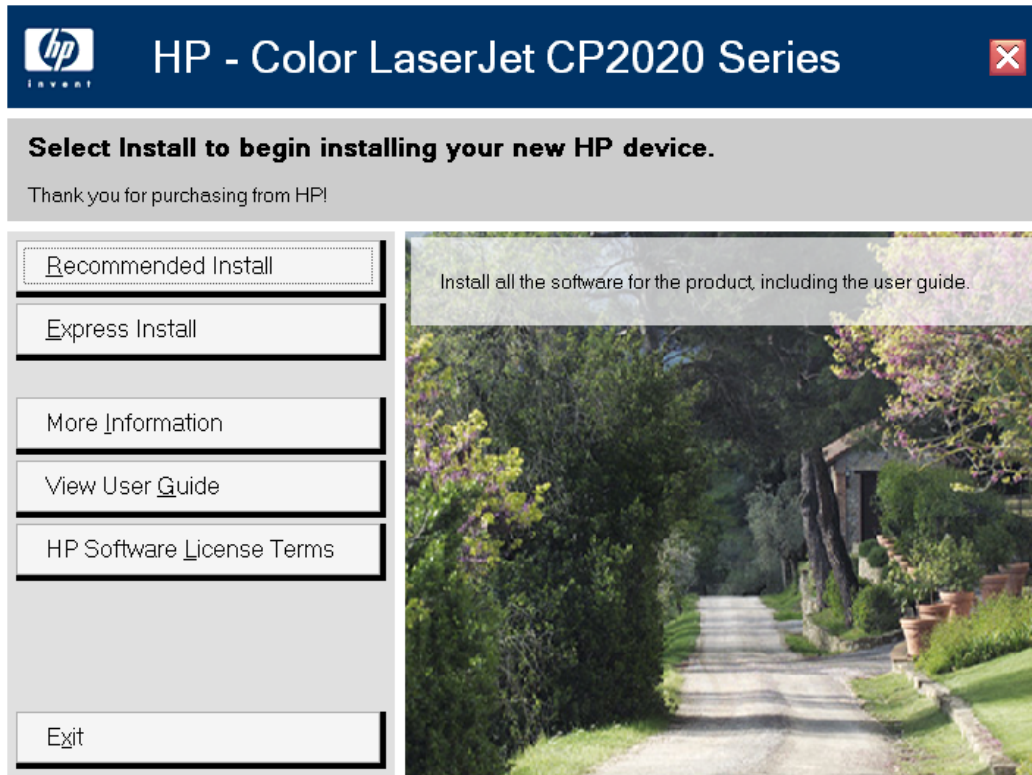 hp
invent
HP - Color LaserJet CP2020 Series
Select Install to begin installing your new HP device.
Thank you for purchasing from HP!
Recommended Install
Install all the software for the product, including the user guide.
Express Install
More Information
View User Guide
HP Software License Terms
Exit